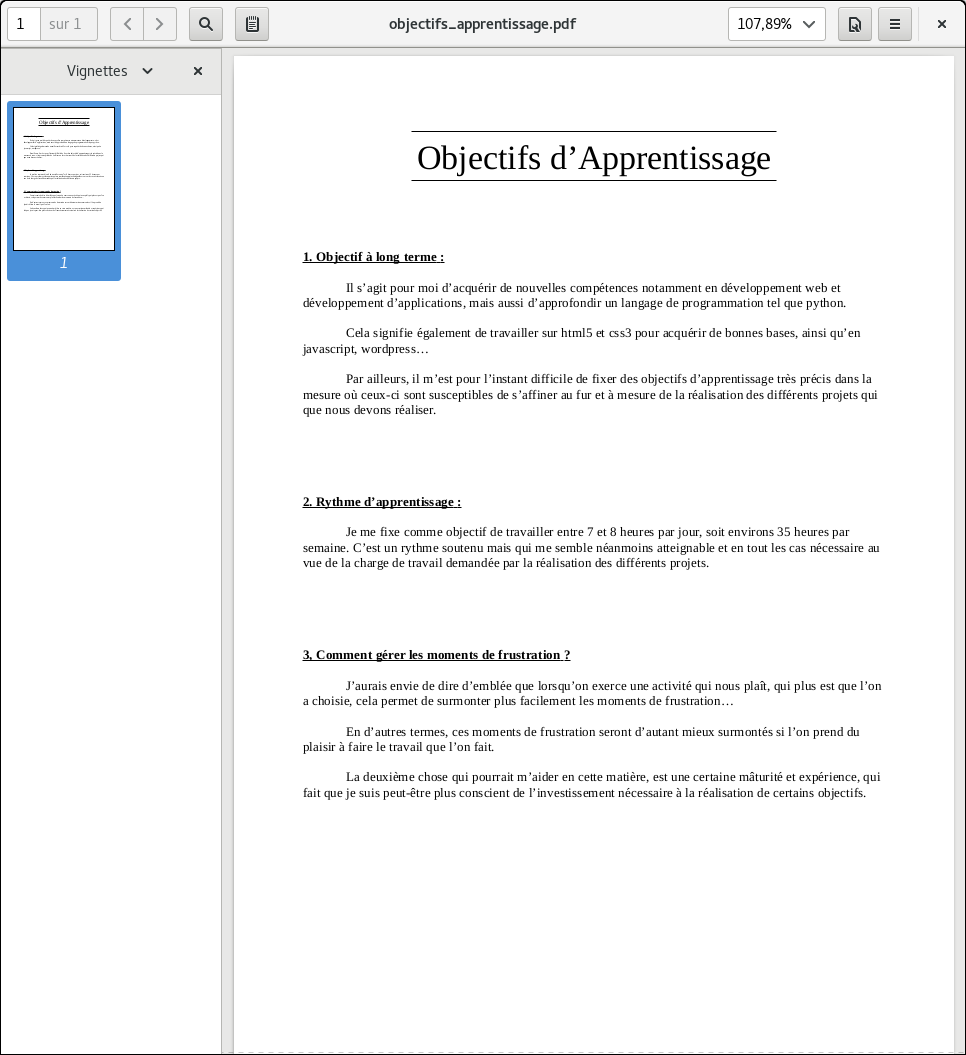 1 sur 1 objectifs_apprentissage.pdf 107,89%
Vignettes
Objectifs d’Apprentissage
1
Objectifs d’Apprentissage
1. Objectif à long terme :
Il s’agit pour moi d’acquérir de nouvelles compétences notamment en développement web et
développement d’applications, mais aussi d’approfondir un langage de programmation tel que python.
Cela signifie également de travailler sur html5 et css3 pour acquérir de bonnes bases, ainsi qu’en
javascript, wordpress…
Par ailleurs, il m’est pour l’instant difficile de fixer des objectifs d’apprentissage très précis dans la
mesure où ceux-ci sont susceptibles de s’affiner au fur et à mesure de la réalisation des différents projets qui
que nous devons réaliser.
2. Rythme d’apprentissage :
Je me fixe comme objectif de travailler entre 7 et 8 heures par jour, soit environs 35 heures par
semaine. C’est un rythme soutenu mais qui me semble néanmoins atteignable et en tout les cas nécessaire au
vue de la charge de travail demandée par la réalisation des différents projets.
3, Comment gérer les moments de frustration ?
J’aurais envie de dire d’emblée que lorsqu’on exerce une activité qui nous plaît, qui plus est que l’on
a choisie, cela permet de surmonter plus facilement les moments de frustration…
En d’autres termes, ces moments de frustration seront d’autant mieux surmontés si l’on prend du
plaisir à faire le travail que l’on fait.
La deuxième chose qui pourrait m’aider en cette matière, est une certaine mâturité et expérience, qui
fait que je suis peut-être plus conscient de l’investissement nécessaire à la réalisation de certains objectifs.